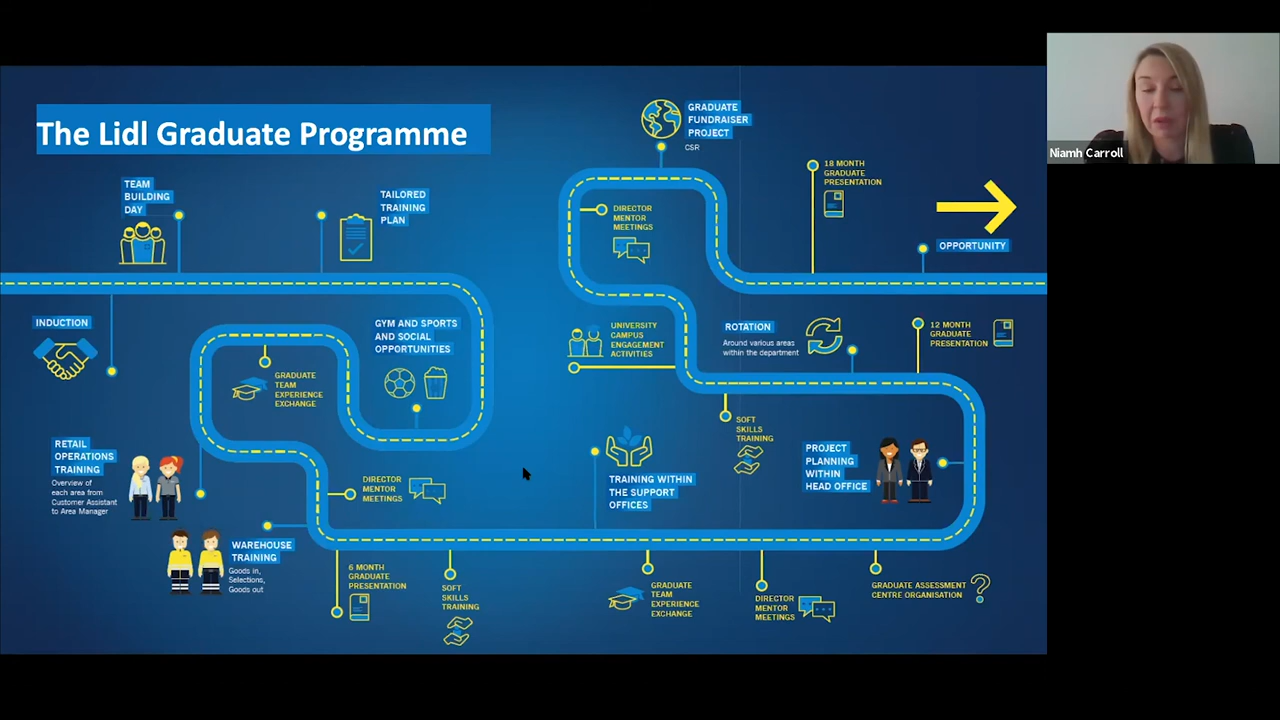 The Lidl Graduate Programme
Niamh Carroll
TEAM
BUILDING
DAY
TAILORED
TRAINING
PLAN
INDUCTION
GYM AND SPORTS
AND SOCIAL
OPPORTUNITIES
GRADUATE
TEAM
EXPERIENCE
EXCHANGE
RETAIL
OPERATIONS
TRAINING
Overview of
each area from
Customer Assistant
to Area Manager
WAREHOUSE
TRAINING
Goods in,
Selections,
Goods out
DIRECTOR
MENTOR
MEETINGS
6 MONTH
GRADUATE
PRESENTATION
SOFT
SKILLS
TRAINING
TRAINING WITHIN
THE SUPPORT
OFFICES
GRADUATE
TEAM
EXPERIENCE
EXCHANGE
DIRECTOR
MENTOR
MEETINGS
GRADUATE ASSESSMENT
CENTRE ORGANISATION
?
PROJECT
PLANNING
WITHIN
HEAD OFFICE
12 MONTH
GRADUATE
PRESENTATION
ROTATION
Around various areas
within the department
SOFT
SKILLS
TRAINING
UNIVERSITY
CAMPUS
ENGAGEMENT
ACTIVITIES
DIRECTOR
MENTOR
MEETINGS
GRADUATE
FUNDRAISER
PROJECT
CSR
18 MONTH
GRADUATE
PRESENTATION
OPPORTUNITY